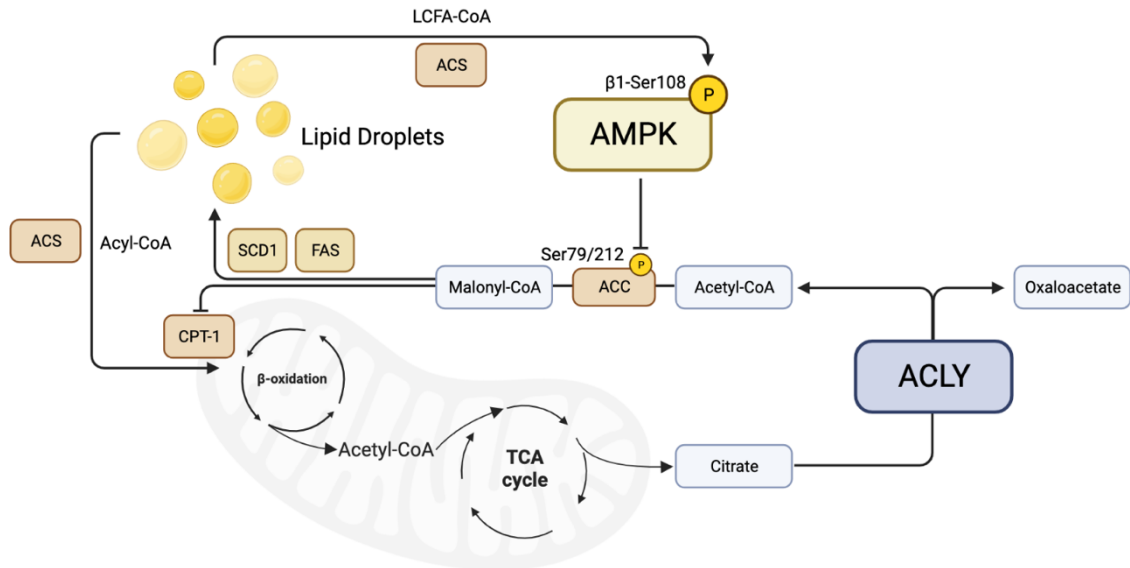 LCFA-CoA
ACS
β1-Ser108
P
AMPK
Lipid Droplets
ACS
Acyl-CoA
SCD1
FAS
Ser79/212
P
Malonyl-CoA
ACC
Acetyl-CoA
Oxaloacetate
CPT-1
ACLY
β-oxidation
Acetyl-CoA
TCA
cycle
Citrate